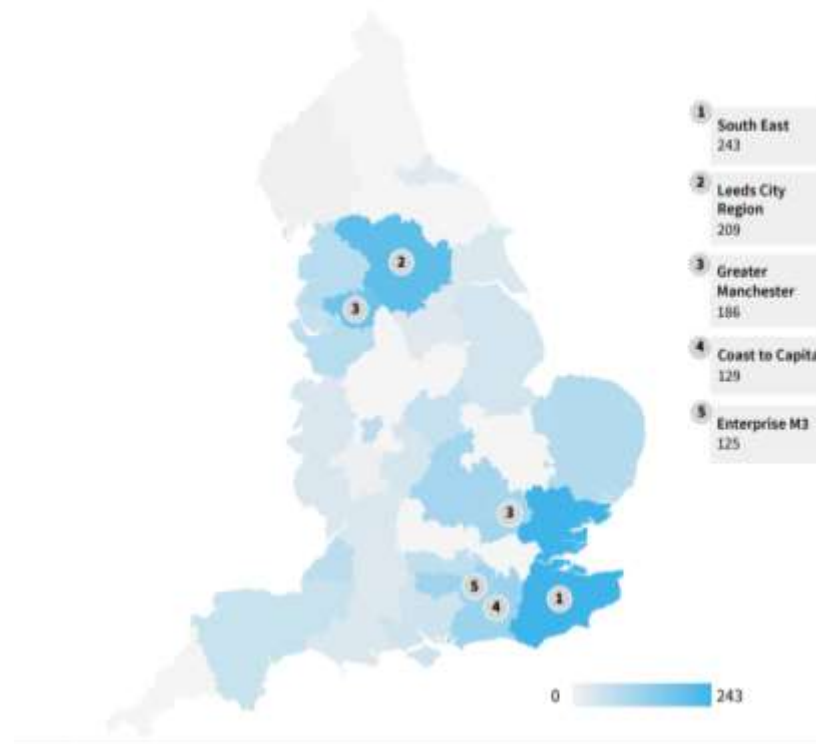 1
South East
243
2
Leeds City
Region
209
3
Greater
Manchester
186
4
Coast to Capita
129
5
Enterprise M3
125
2
3
3
5
4
1
0
243